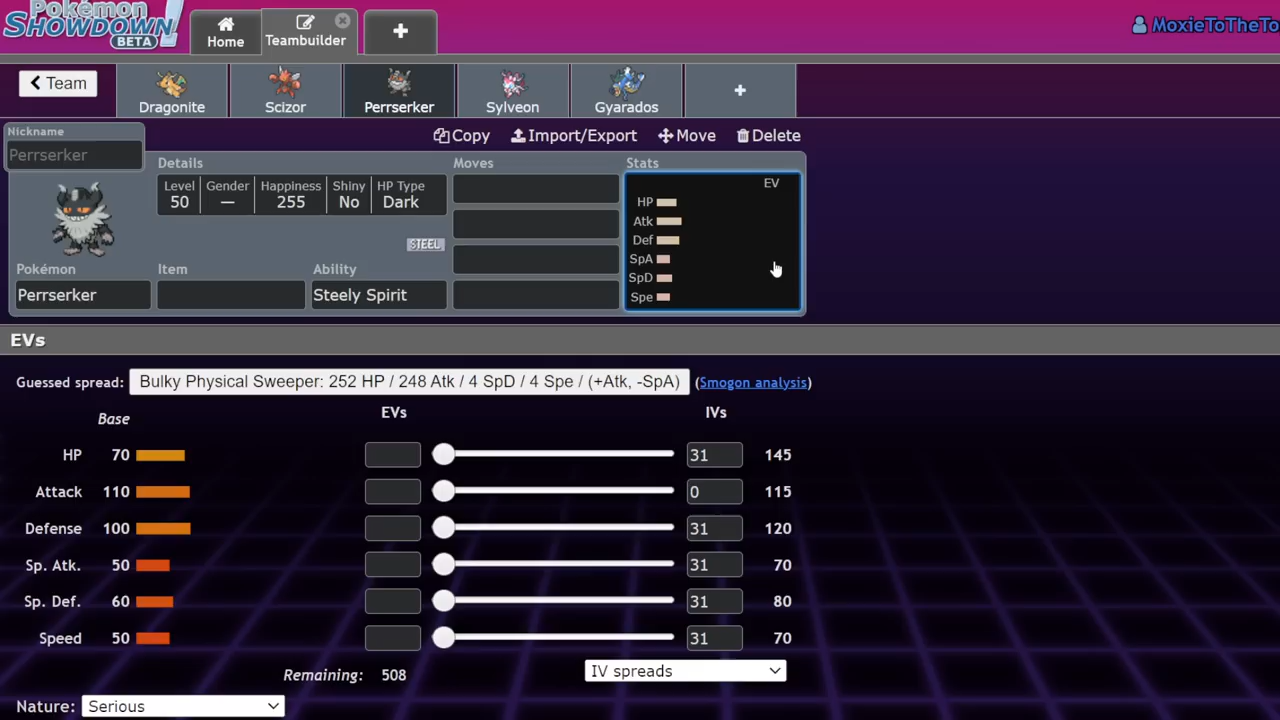 Pokémon
SHOWDOWN!
BETA
Home
Teambuilder
MoxieToTheTo
Team
Dragonite
Scizor
Perrserker
Sylveon
Gyarados
Nickname
Perrserker
Copy Import/Export Move Delete
Details
Moves
Stats
Level Gender Happiness Shiny HP Type
50 — 255 No Dark
STEEL
Pokémon
Item
Ability
Perrserker
Steely Spirit
EV
HP
Atk
Def
SpA
SpD
Spe
EVs
Guessed spread: Bulky Physical Sweeper: 252 HP / 248 Atk / 4 SpD / 4 Spe / (+Atk, -SpA) (Smogon analysis)
Base EVs IVs
HP 70 31 145
Attack 110 0 115
Defense 100 31 120
Sp. Atk. 50 31 70
Sp. Def. 60 31 80
Speed 50 31 70
Remaining: 508 IV spreads
Nature: Serious